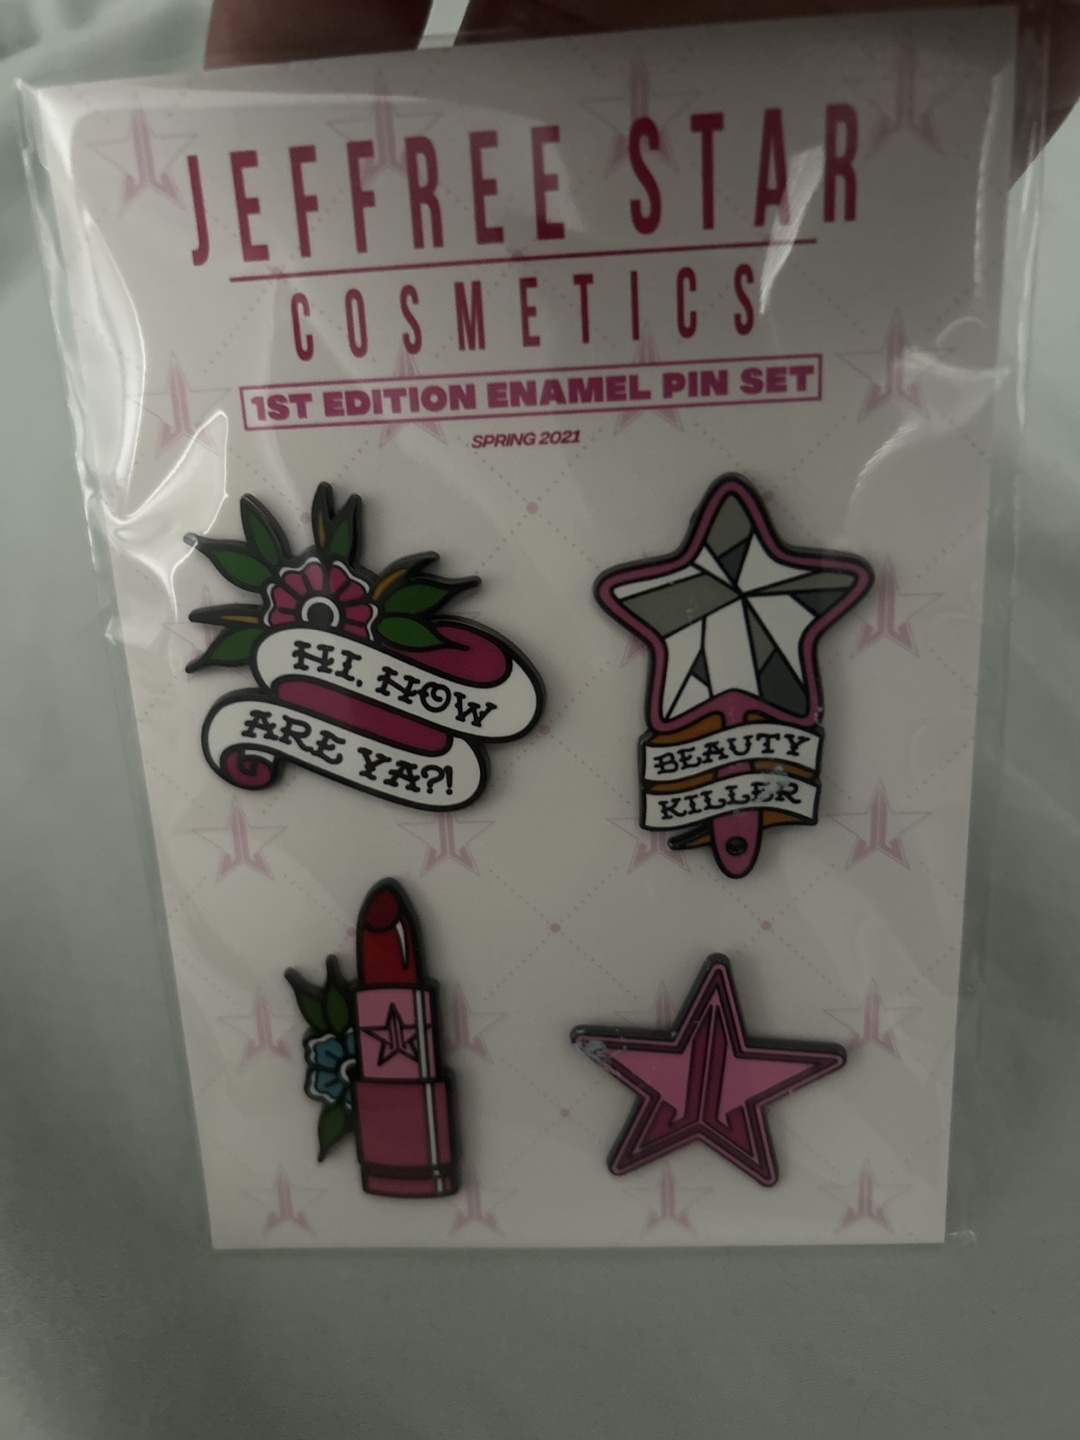 JEFFREE STAR
COSMETICS
1ST EDITION ENAMEL PIN SET
SPRING 2021
HI, HOW
ARE YA?!
BEAUTY
KILLER